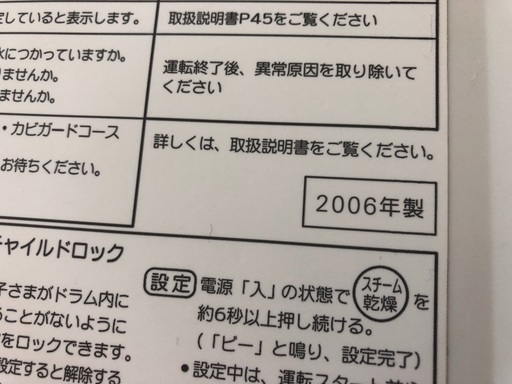 定していると表示します。
取扱説明書P45をご覧ください
水につかっていますか。
りませんか。
れませんか。
運転終了後、異常原因を取り除いて
ください
・カビガードコース
お待ちください。
詳しくは、取扱説明書をご覧ください。
2006年製
チャイルドロック
子さまがドラム内に
ることがないように
をロックできます。
設定すると解除する
設定 電源「入」の状態で スチーム乾燥 を
約6秒以上押し続ける。
(「ピー」と鳴り、設定完了)
・設定中は、運転スタート前や